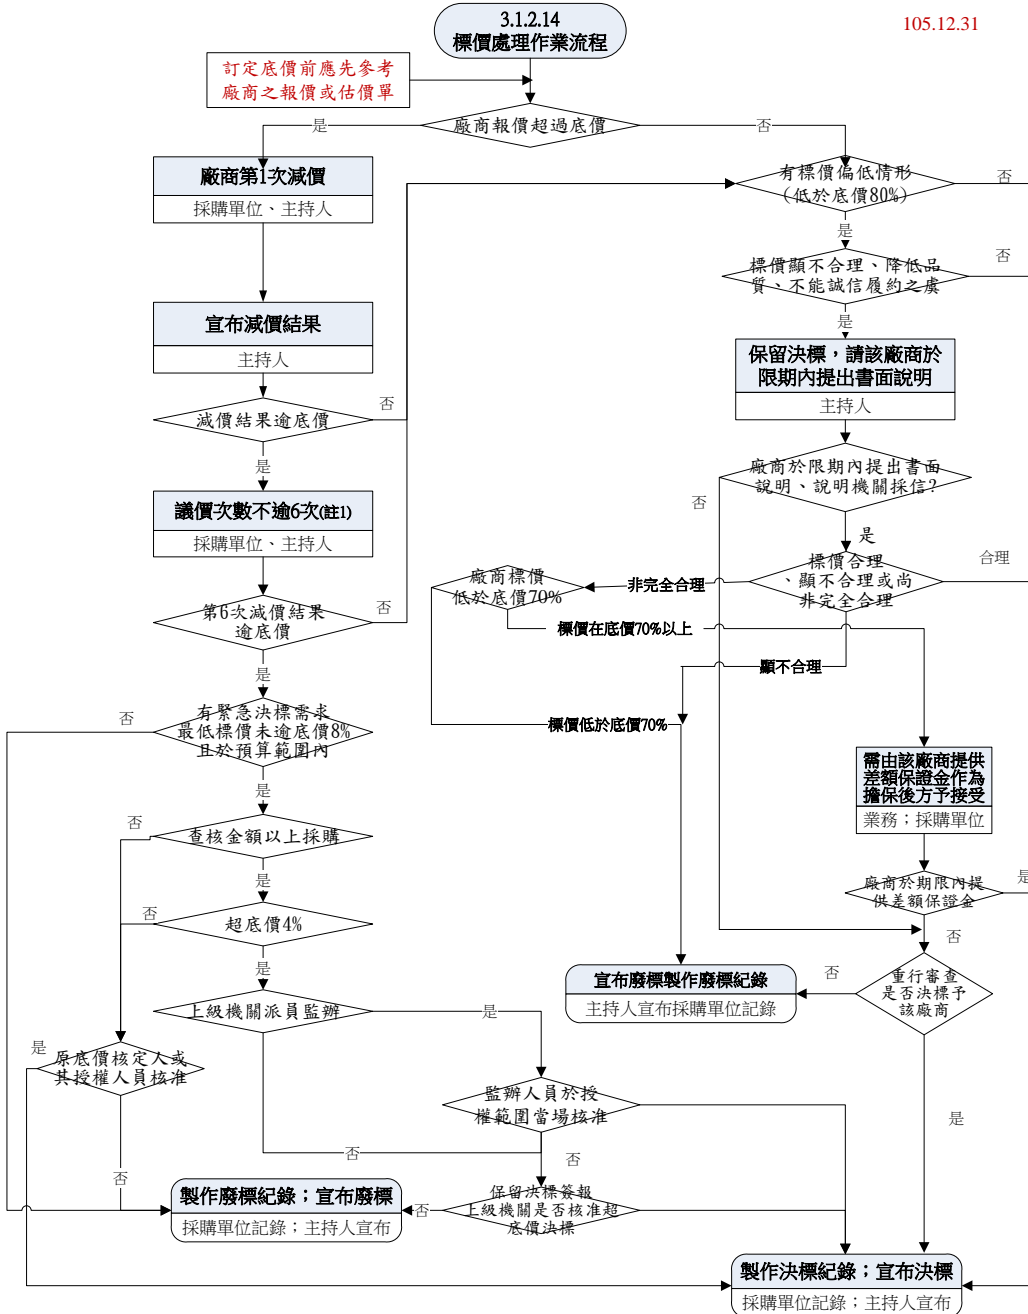 3.1.2.14
標價處理作業流程
105.12.31
訂定底價前應先參考
廠商之報價或估價單
廠商報價超過底價
是
否
廠商第1次減價
採購單位、主持人
有標價偏低情形
(低於底價80%)
否
是
標價顯不合理、降低品
質、不能誠信履約之虞
否
是
宣布減價結果
主持人
保留決標，請該廠商於
限期內提出書面說明
主持人
減價結果逾底價
否
是
廠商於限期內提出書面
說明、說明機關採信?
否
是
議價次數不逾6次(註1)
採購單位、主持人
標價合理
、顯不合理或尚
非完全合理
合理
非完全合理
廠商標價
低於底價70%
第6次減價結果
逾底價
否
是
標價在底價70%以上
顯不合理
標價低於底價70%
有緊急決標需求
最低標價未逾底價8%
且於預算範圍內
否
是
需由該廠商提供
差額保證金作為
擔保後方予接受
業務；採購單位
查核金額以上採購
否
是
廠商於期限內提
供差額保證金
是
否
超底價4%
否
是
宣布廢標製作廢標紀錄
主持人宣布採購單位記錄
否
重行審查
是否決標予
該廠商
是
上級機關派員監辦
是
否
原底價核定人或
其授權人員核准
是
否
監辦人員於授
權範圍當場核准
否
製作廢標紀錄；宣布廢標
採購單位記錄；主持人宣布
否
保留決標簽報
上級機關是否核准超
底價決標
製作決標紀錄；宣布決標
採購單位記錄；主持人宣布